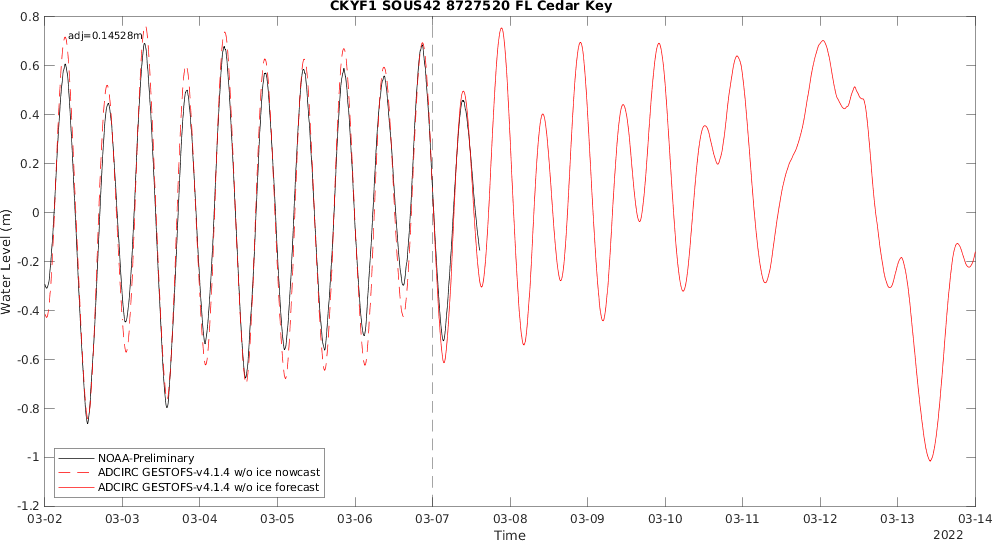 CKYF1 SOUS42 8727520 FL Cedar Key
adj=0.14528m
0.8
0.6
0.4
0.2
0
-0.2
-0.4
-0.6
-0.8
-1
-1.2
Water Level (m)
NOAA-Preliminary
ADCIRC GESTOFS-v4.1.4 w/o ice nowcast
ADCIRC GESTOFS-v4.1.4 w/o ice forecast
03-02 03-03 03-04 03-05 03-06 03-07 03-08 03-09 03-10 03-11 03-12 03-13 03-14
Time
2022